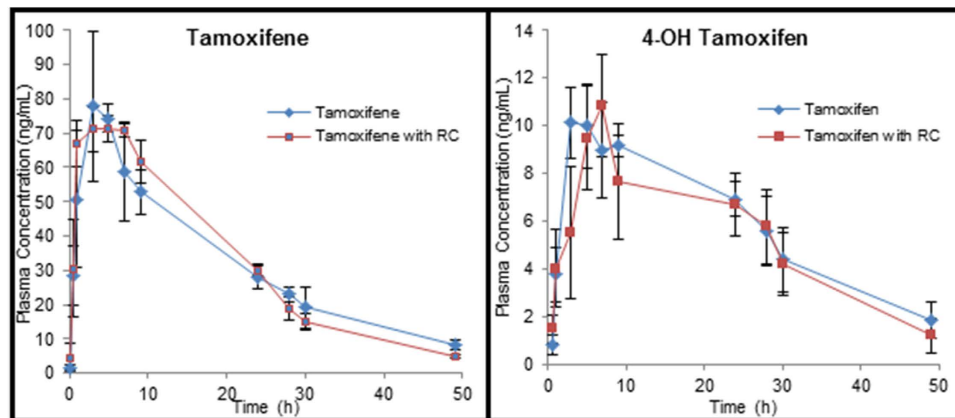 Tamoxifene
Plasma Concentration (ng/mL)
100
90
80
70
60
50
40
30
20
10
0
0 10 20 30 40 50
Time (h)
Tamoxifene
Tamoxifene with RC
4-OH Tamoxifen
Plasma Concentration (ng/mL)
14
12
10
8
6
4
2
0
0 10 20 30 40 50
Time (h)
Tamoxifen
Tamoxifen with RC